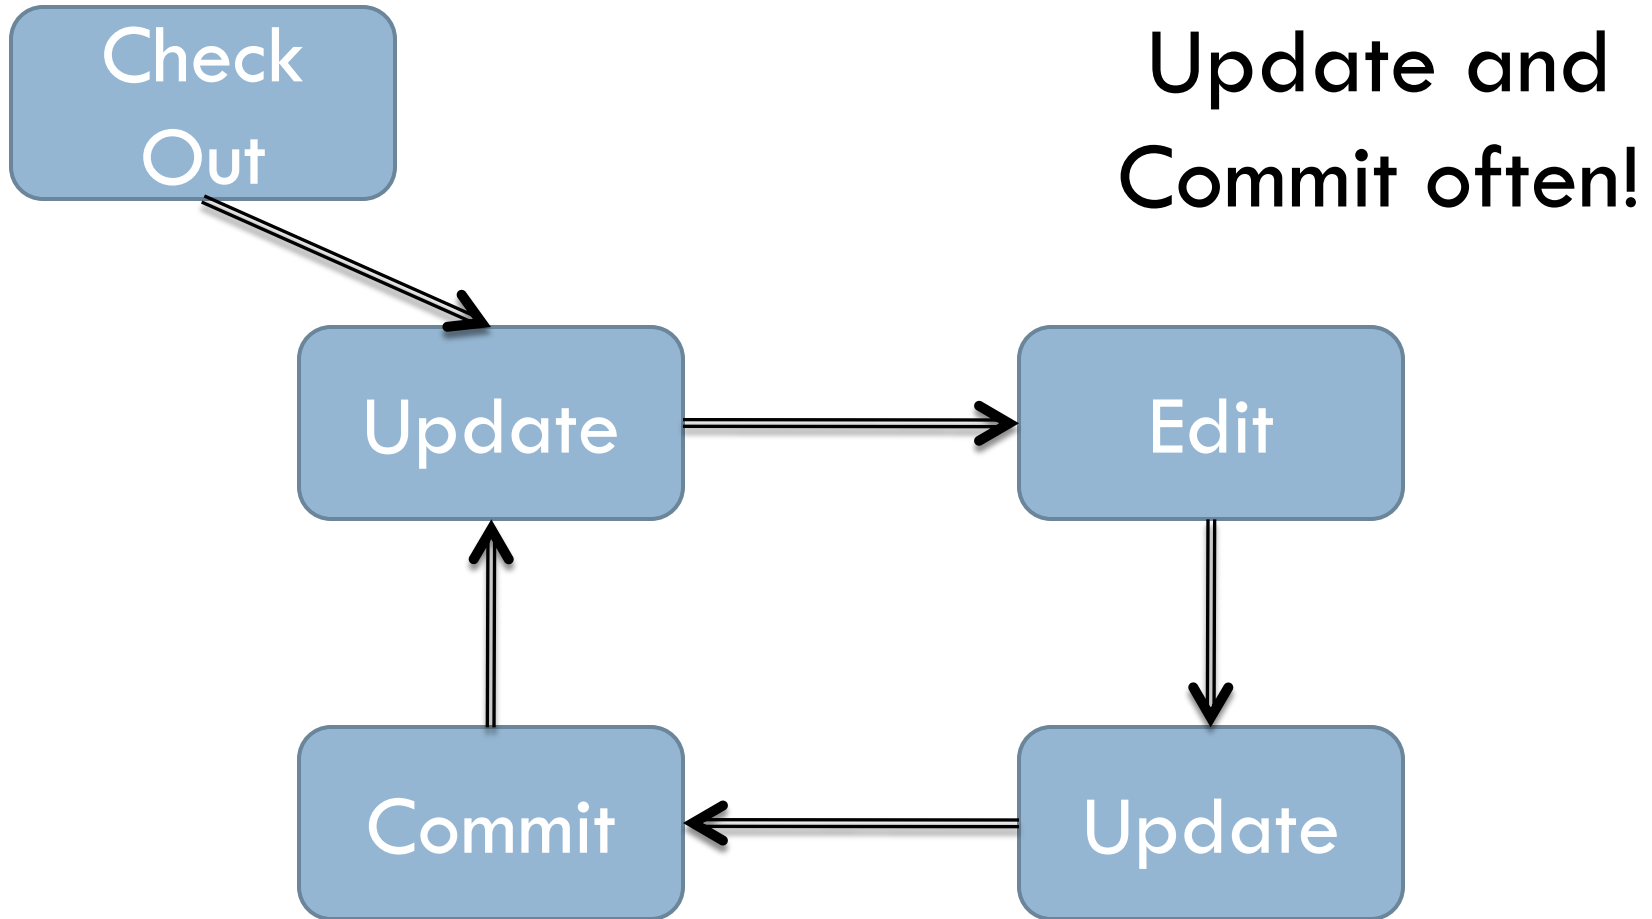 Check
Out
Update and
Commit often!
Update
Edit
Commit
Update